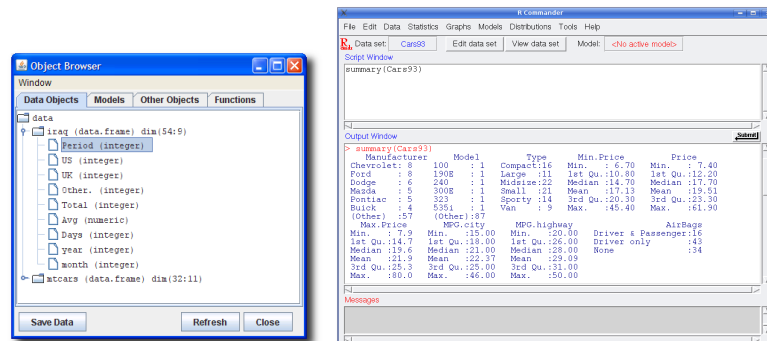 Object Browser
Window
Data Objects Models Other Objects Functions
data
iraq (data.frame) dim(54:9)
Period (integer)
US (integer)
UK (integer)
Other. (integer)
Total (integer)
Avg (numeric)
Days (integer)
year (integer)
month (integer)
mtcars (data.frame) dim(32:11)
Save Data Refresh Close
R Commander
File Edit Data Statistics Graphs Models Distributions Tools Help
Data set: Cars93 Edit data set View data set Model: <No active model>
Script Window
summary(Cars93)
Output Window Submit
> summary(Cars93)
Manufacturer Model Type Min.Price Price
Chevrolet: 8 100 : 1 Compact:16 Min. : 6.70 Min. : 7.40
Ford : 8 190E : 1 Large :11 1st Qu.:10.80 1st Qu.:12.20
Dodge : 6 240 : 1 Midsize:22 Median :14.70 Median :17.70
Mazda : 5 300E : 1 Small :21 Mean :17.13 Mean :19.51
Pontiac : 5 323 : 1 Sporty :14 3rd Qu.:20.30 3rd Qu.:23.30
Buick : 4 535i : 1 Van : 9 Max. :45.40 Max. :61.90
(Other) :57 (Other):87
Max.Price MPG.city MPG.highway AirBags
Min. : 7.9 Min. :15.00 Min. :20.00 Driver & Passenger:16
1st Qu.:14.7 1st Qu.:18.00 1st Qu.:26.00 Driver only :43
Median :19.6 Median :21.00 Median :28.00 None :34
Mean :21.9 Mean :22.37 Mean :29.09
3rd Qu.:25.3 3rd Qu.:25.00 3rd Qu.:31.00
Max. :80.0 Max. :46.00 Max. :50.00
Messages